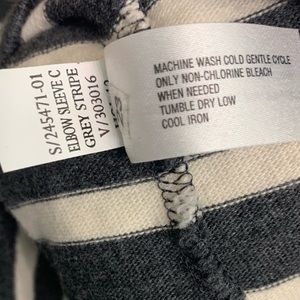 S/245471-01
ELBOW SLEEVE C
GREY STRIPE
V/303016
MACHINE WASH COLD GENTLE CYCLE
ONLY NON-CHLORINE BLEACH
WHEN NEEDED
TUMBLE DRY LOW
COOL IRON